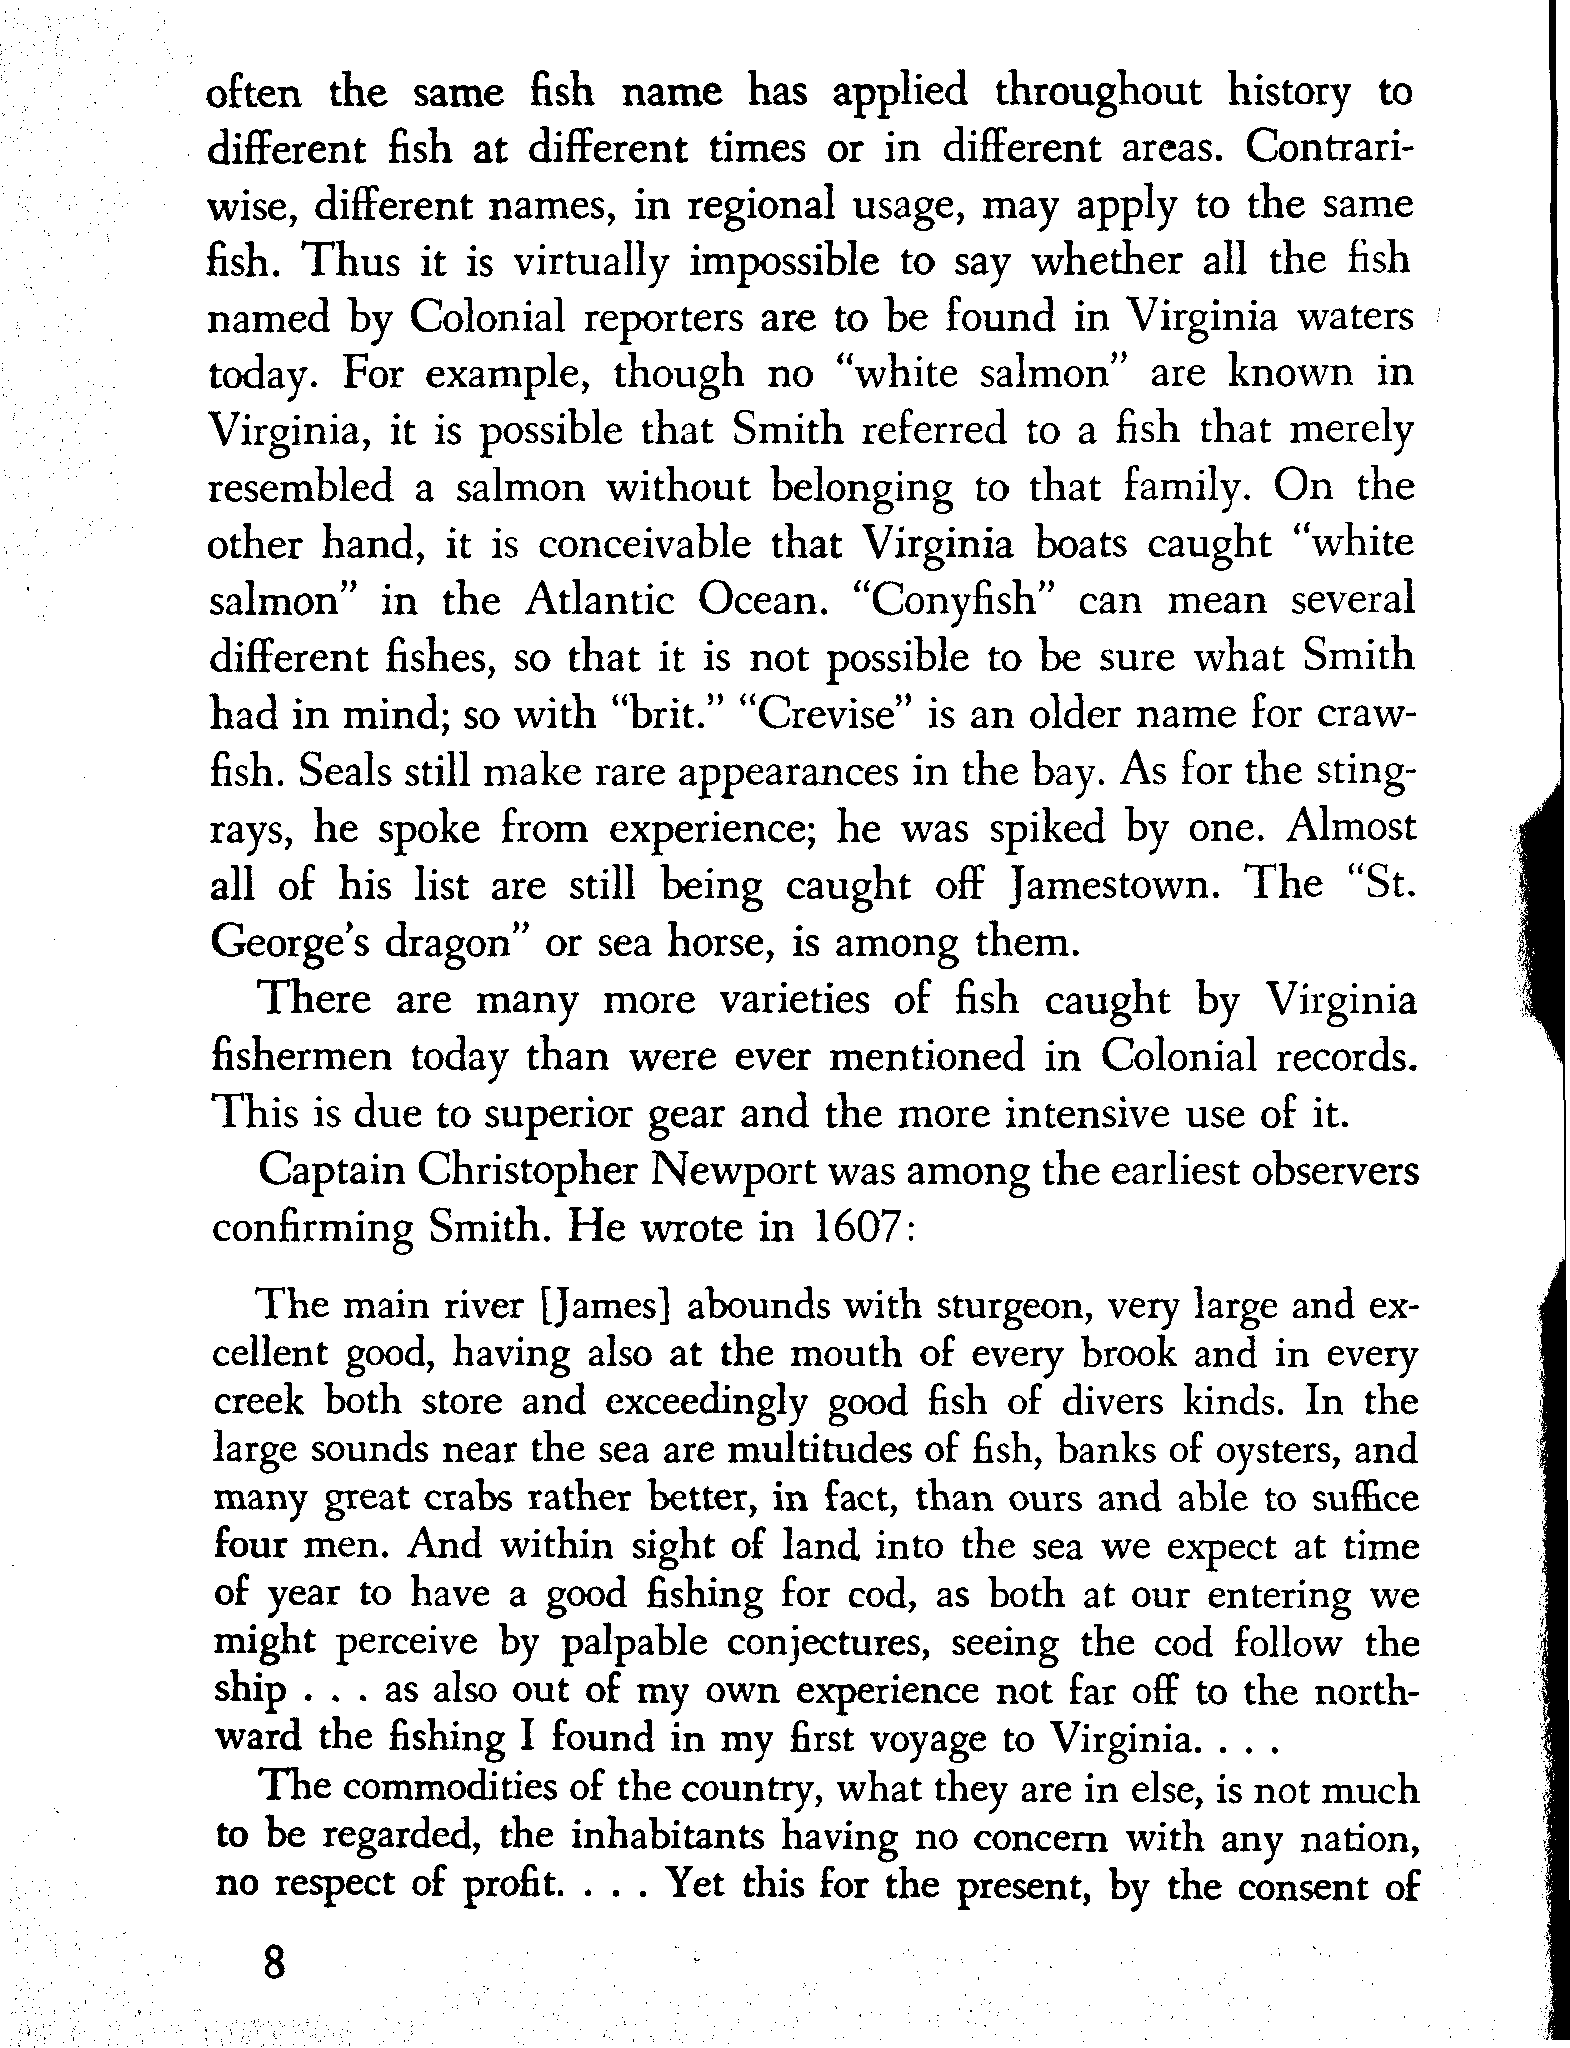 often the same fish name has applied throughout history to
different fish at different times or in different areas. Contrari-
wise, different names, in regional usage, may apply to the same
fish. Thus it is virtually impossible to say whether all the fish
named by Colonial reporters are to be found in Virginia waters
today. For example, though no "white salmon" are known in
Virginia, it is possible that Smith referred to a fish that merely
resembled a salmon without belonging to that family. On the
other hand, it is conceivable that Virginia boats caught "white
salmon" in the Atlantic Ocean. "Conyfish" can mean several
different fishes, so that it is not possible to be sure what Smith
had in mind; so with "brit." "Crevise" is an older name for craw-
fish. Seals still make rare appearances in the bay. As for the sting-
rays, he spoke from experience; he was spiked by one. Almost
all of his list are still being caught off Jamestown. The "St.
George's dragon" or sea horse, is among them.
There are many more varieties of fish caught by Virginia
fishermen today than were ever mentioned in Colonial records.
This is due to superior gear and the more intensive use of it.
Captain Christopher Newport was among the earliest observers
confirming Smith. He wrote in 1607:
The main river [James] abounds with sturgeon, very large and ex-
cellent good, having also at the mouth of every brook and in every
creek both store and exceedingly good fish of divers kinds. In the
large sounds near the sea are multitudes of fish, banks of oysters, and
many great crabs rather better, in fact, than ours and able to suffice
four men. And within sight of land into the sea we expect at time
of year to have a good fishing for cod, as both at our entering we
might perceive by palpable conjectures, seeing the cod follow the
ship . . . as also out of my own experience not far off to the north-
ward the fishing I found in my first voyage to Virginia. . . .
The commodities of the country, what they are in else, is not much
to be regarded, the inhabitants having no concern with any nation,
no respect of profit. . . . Yet this for the present, by the consent of
8